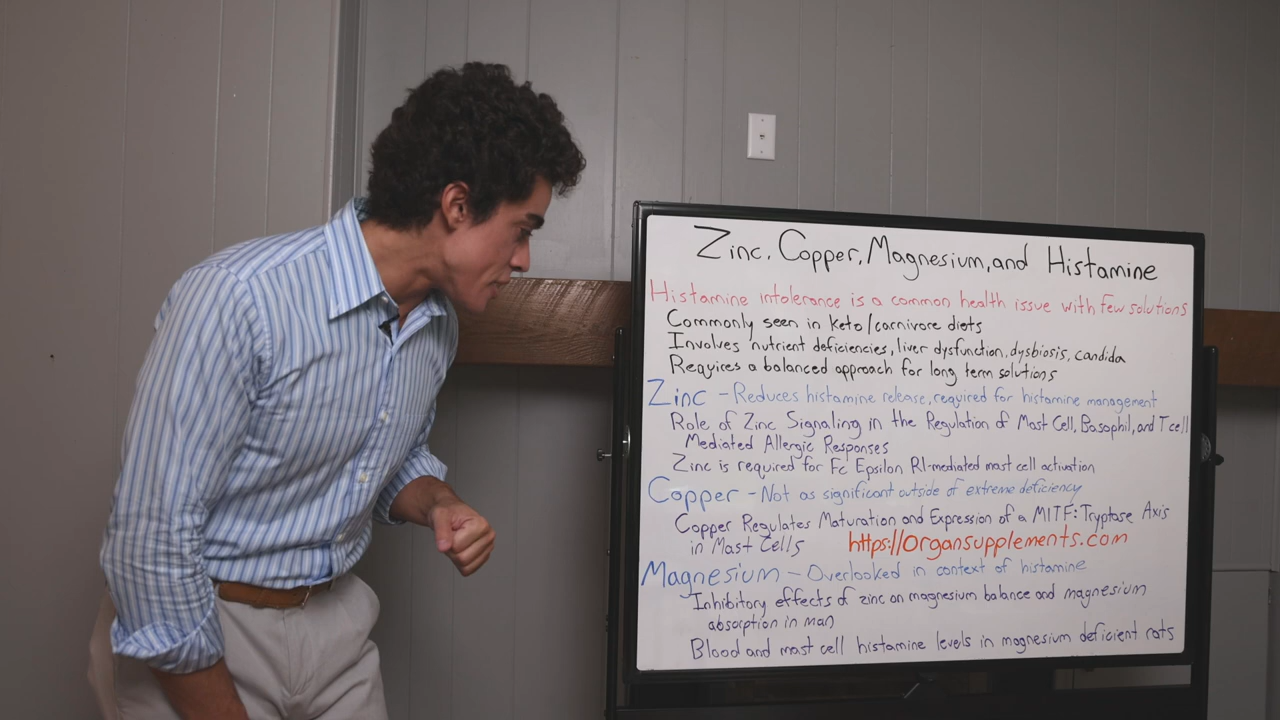 Zinc, Copper, Magnesium, and Histamine
Histamine intolerance is a common health issue with few solutions
Commonly seen in keto/carnivore diets
Involves nutrient deficiencies, liver dysfunction, dysbiosis, candida
Requires a balanced approach for long term solutions
Zinc - Reduces histamine release, required for histamine management
Role of Zinc Signaling in the Regulation of Mast Cell, Basophil, and T cell
Mediated Allergic Responses
Zinc is required for Fc Epsilon RI-mediated mast cell activation
Copper - Not as significant outside of extreme deficiency
Copper Regulates Maturation and Expression of a MITF:Tryptase Axis
in Mast Cells https://organsupplements.com
Magnesium - Overlooked in context of histamine
Inhibitory effects of zinc on magnesium balance and magnesium
absorption in man
Blood and mast cell histamine levels in magnesium deficient rats